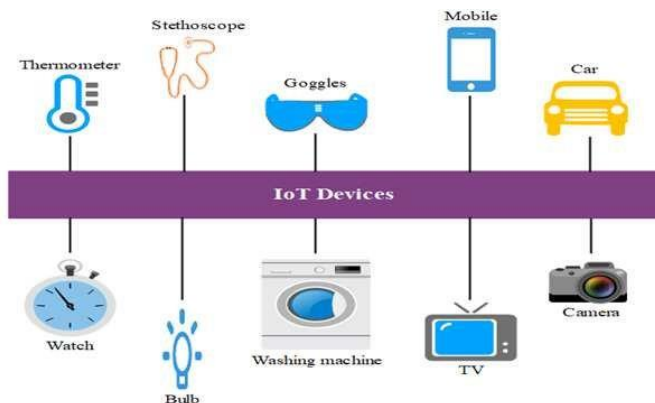 Stethoscope
Mobile
Thermometer
Goggles
Car
IoT Devices
Watch
Bulb
Washing machine
TV
Camera